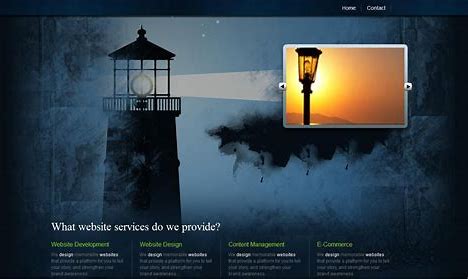 Home Contact
What website services do we provide?
Website Development Website Design Content Management E-Commerce
We design memorable websites We design memorable websites We design memorable websites We design memorable websites
that provide a platform for you to tell that provide a platform for you to tell that provide a platform for you to tell that provide a platform for you to tell
your story, and strengthen your your story, and strengthen your your story, and strengthen your your story, and strengthen your
brand awareness. brand awareness. brand awareness. brand awareness.